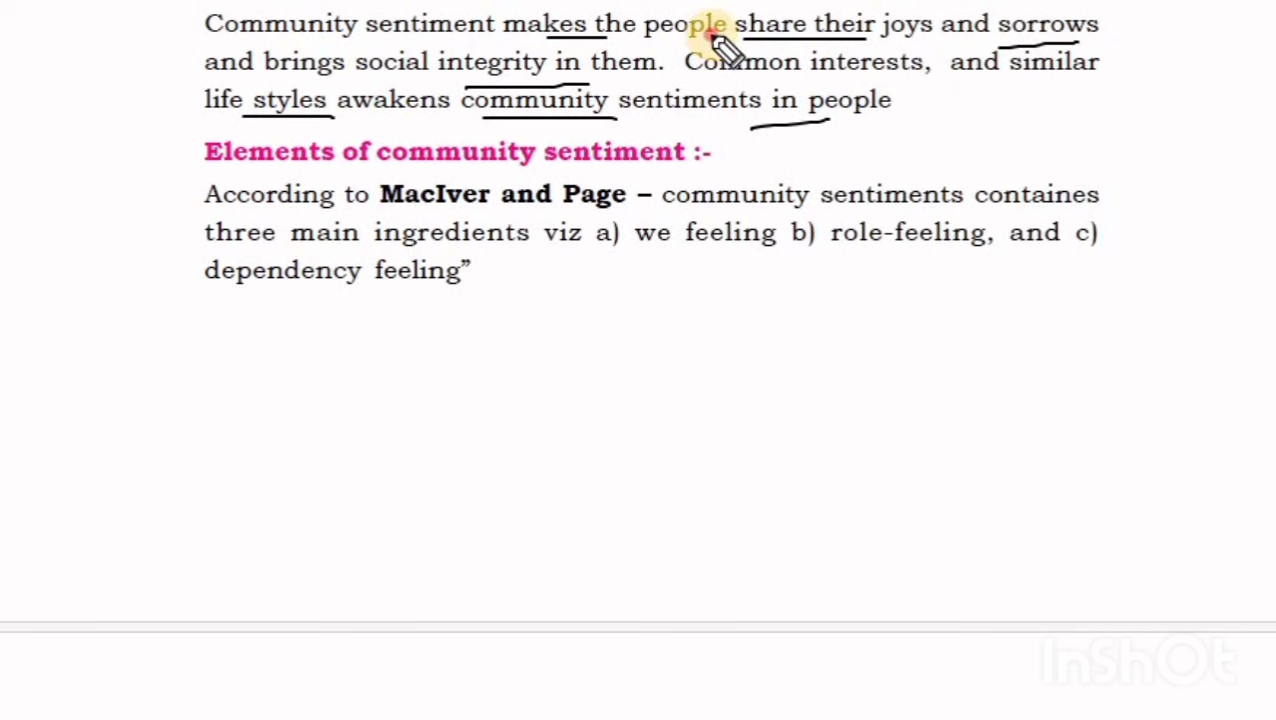 Community sentiment makes the people share their joys and sorrows
and brings social integrity in them. Common interests, and similar
life styles awakens community sentiments in people
Elements of community sentiment :-
According to MacIver and Page – community sentiments containes
three main ingredients viz a) we feeling b) role-feeling, and c)
dependency feeling”
InShOt